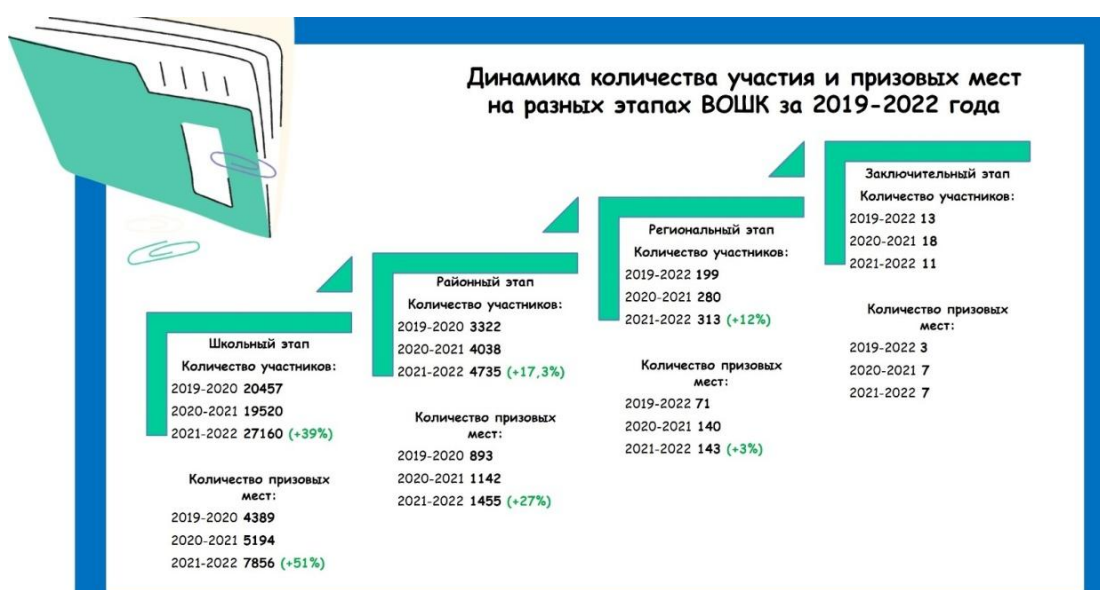 Динамика количества участия и призовых мест
на разных этапах ВОШК за 2019-2022 года
Школьный этап
Количество участников:
2019-2020 20457
2020-2021 19520
2021-2022 27160 (+39%)
Количество призовых
мест:
2019-2020 4389
2020-2021 5194
2021-2022 7856 (+51%)
Районный этап
Количество участников:
2019-2020 3322
2020-2021 4038
2021-2022 4735 (+17,3%)
Количество призовых
мест:
2019-2020 893
2020-2021 1142
2021-2022 1455 (+27%)
Региональный этап
Количество участников:
2019-2022 199
2020-2021 280
2021-2022 313 (+12%)
Количество призовых
мест:
2019-2022 71
2020-2021 140
2021-2022 143 (+3%)
Заключительный этап
Количество участников:
2019-2022 13
2020-2021 18
2021-2022 11
Количество призовых
мест:
2019-2022 3
2020-2021 7
2021-2022 7